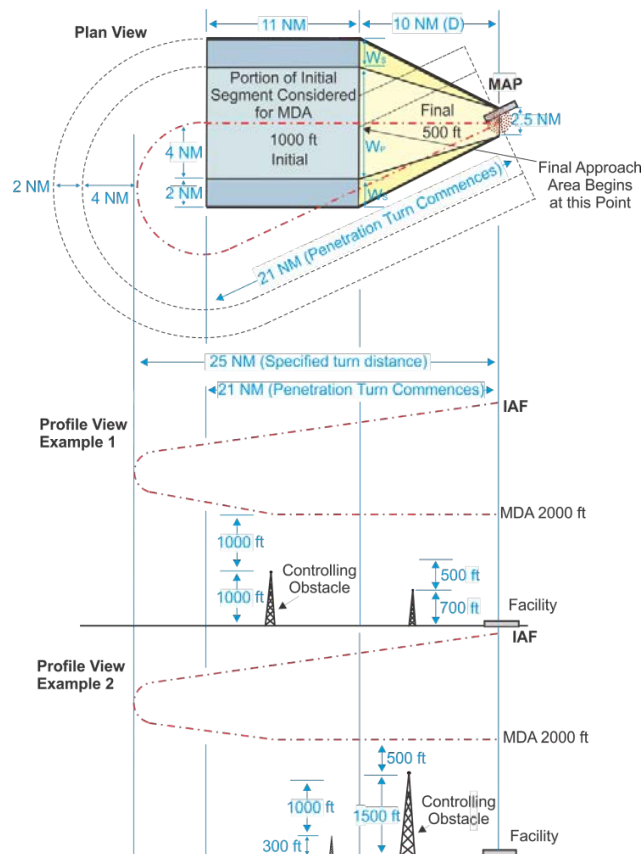 Plan View
11 NM
10 NM (D)
Portion of Initial
Segment Considered
for MDA
1000 ft
Initial
Final
500 ft
MAP
2.5 NM
Wₛ
Wₚ
Wₛ
4 NM
2 NM
2 NM
4 NM
Final Approach
Area Begins
at this Point
21 NM (Penetration Turn Commences)
25 NM (Specified turn distance)
21 NM (Penetration Turn Commences)
IAF
Profile View
Example 1
MDA 2000 ft
1000 ft
1000 ft
Controlling
Obstacle
500 ft
700 ft
Facility
IAF
Profile View
Example 2
MDA 2000 ft
500 ft
1000 ft
1500 ft
Controlling
Obstacle
300 ft
Facility